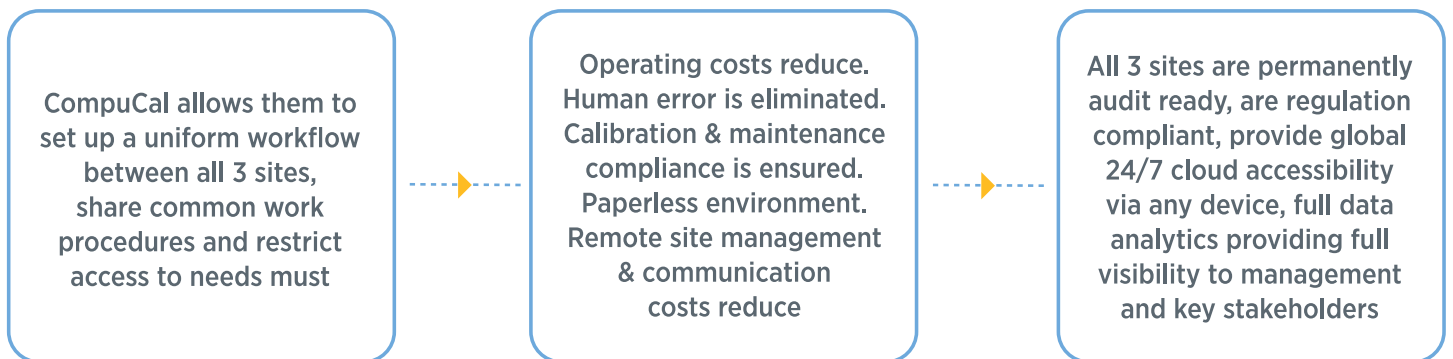 CompuCal allows them to
set up a uniform workflow
between all 3 sites,
share common work
procedures and restrict
access to needs must
Operating costs reduce.
Human error is eliminated.
Calibration & maintenance
compliance is ensured.
Paperless environment.
Remote site management
& communication
costs reduce
All 3 sites are permanently
audit ready, are regulation
compliant, provide global
24/7 cloud accessibility
via any device, full data
analytics providing full
visibility to management
and key stakeholders